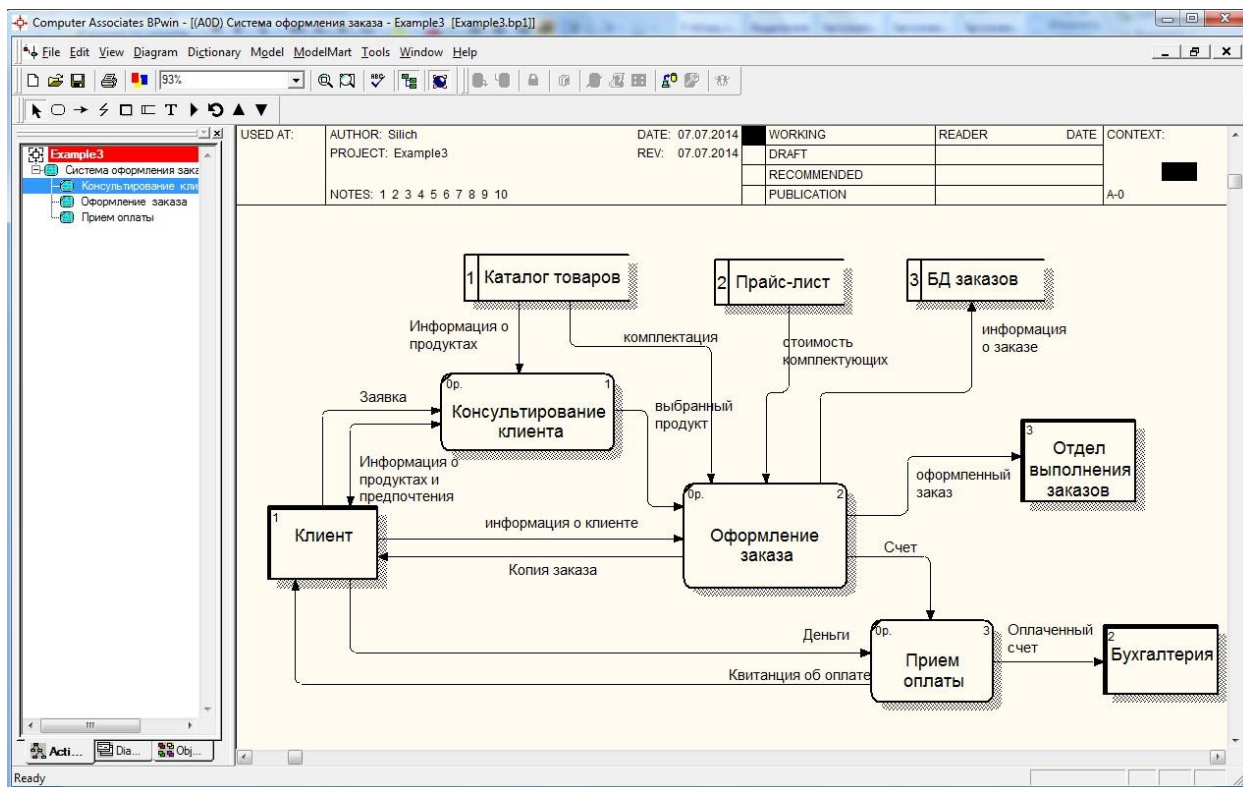 Computer Associates BPwin - [(A0D) Система оформления заказа - Example3 [Example3.bp1]]
File Edit View Diagram Dictionary Model ModelMart Tools Window Help
93%
USED AT:
AUTHOR: Silich
DATE: 07.07.2014
WORKING
READER
DATE
CONTEXT:
PROJECT: Example3
REV: 07.07.2014
DRAFT
RECOMMENDED
NOTES: 1 2 3 4 5 6 7 8 9 10
PUBLICATION
A-0
Example3
Система оформления зака
Консультирование кли
Оформление заказа
Прием оплаты
1 Каталог товаров
2 Прайс-лист
3 БД заказов
Информация о
продуктах
комплектация
стоимость
комплектующих
информация
о заказе
0р. 1
Консультирование
клиента
Заявка
выбранный
продукт
Информация о
продуктах и
предпочтения
3
Отдел
выполнения
заказов
оформленный
заказ
0р. 2
Оформление
заказа
1
Клиент
информация о клиенте
Копия заказа
Счет
Деньги
Квитанция об оплате
0р. 3
Прием
оплаты
Оплаченный
счет
2
Бухгалтерия
Acti...
Dia...
Obj...
Ready